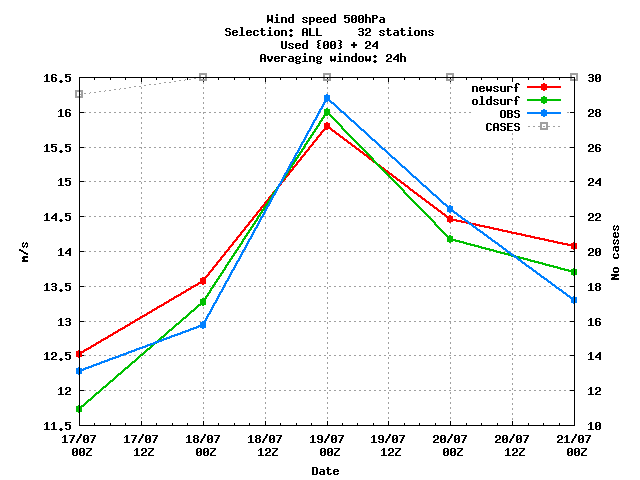 Wind speed 500hPa
Selection: ALL     32 stations
Used {00} + 24
Averaging window: 24h
newsurf
oldsurf
OBS
CASES
16.5
16
15.5
15
14.5
14
13.5
13
12.5
12
11.5
m/s
30
28
26
24
22
20
18
16
14
12
10
No cases
17/07 17/07 18/07 18/07 19/07 19/07 20/07 20/07 21/07
00Z 12Z 00Z 12Z 00Z 12Z 00Z 12Z 00Z
Date